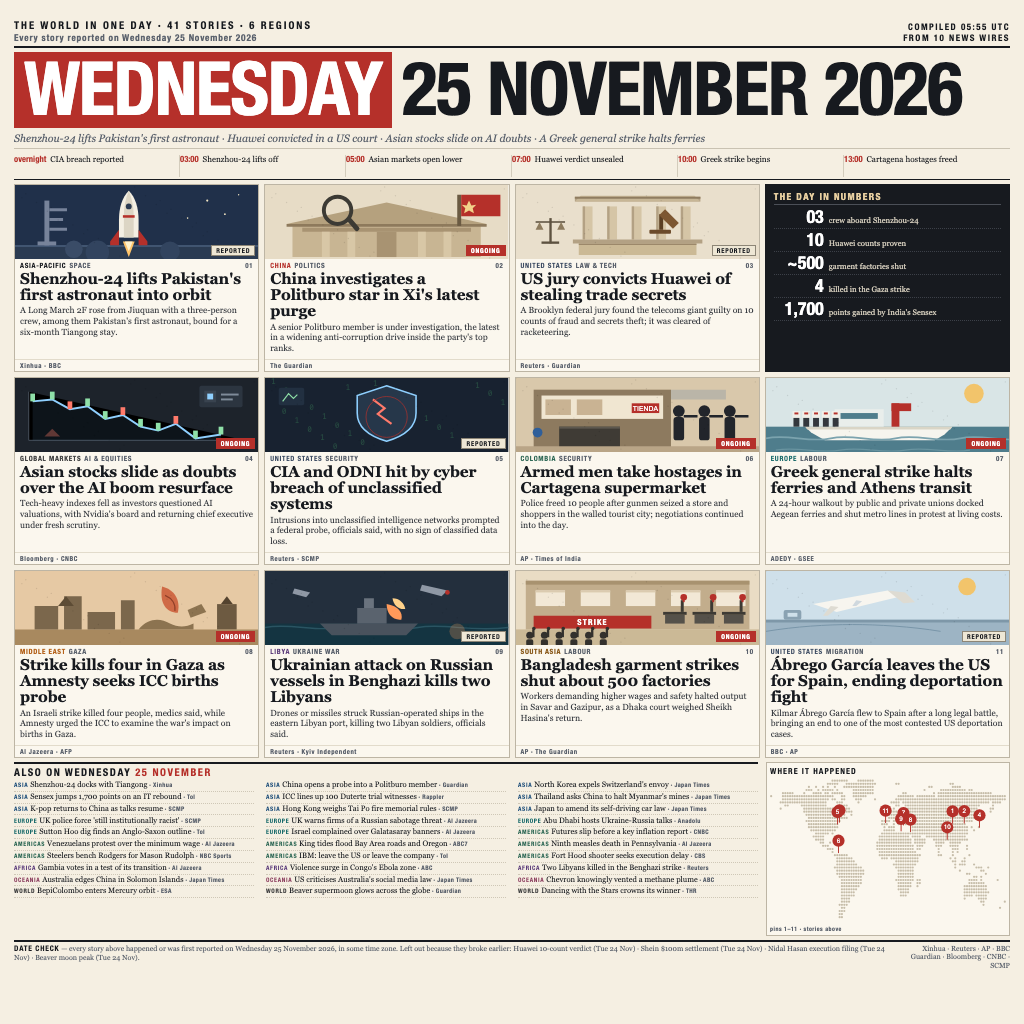 THE WORLD IN ONE DAY · 41 STORIES · 6 REGIONS
Every story reported on Wednesday 25 November 2026
COMPILED 05:55 UTC
FROM 10 NEWS WIRES
WEDNESDAY 25 NOVEMBER 2026
Shenzhou-24 lifts Pakistan's first astronaut · Huawei convicted in a US court · Asian stocks slide on AI doubts · A Greek general strike halts ferries
overnight CIA breach reported
03:00 Shenzhou-24 lifts off
05:00 Asian markets open lower
07:00 Huawei verdict unsealed
10:00 Greek strike begins
13:00 Cartagena hostages freed
REPORTED
ASIA-PACIFIC SPACE 01
Shenzhou-24 lifts Pakistan's
first astronaut into orbit
A Long March 2F rose from Jiuquan with a three-person
crew, among them Pakistan's first astronaut, bound for a
six-month Tiangong stay.
Xinhua · BBC
ONGOING
CHINA POLITICS 02
China investigates a
Politburo star in Xi's latest
purge
A senior Politburo member is under investigation, the latest
in a widening anti-corruption drive inside the party's top
ranks.
The Guardian
REPORTED
UNITED STATES LAW & TECH 03
US jury convicts Huawei of
stealing trade secrets
A Brooklyn federal jury found the telecoms giant guilty on 10
counts of fraud and secrets theft; it was cleared of
racketeering.
Reuters · Guardian
THE DAY IN NUMBERS
03 crew aboard Shenzhou-24
10 Huawei counts proven
~500 garment factories shut
4 killed in the Gaza strike
1,700 points gained by India's Sensex
ONGOING
GLOBAL MARKETS AI & EQUITIES 04
Asian stocks slide as doubts
over the AI boom resurface
Tech-heavy indexes fell as investors questioned AI
valuations, with Nvidia's board and returning chief executive
under fresh scrutiny.
Bloomberg · CNBC
REPORTED
UNITED STATES SECURITY 05
CIA and ODNI hit by cyber
breach of unclassified
systems
Intrusions into unclassified intelligence networks prompted
a federal probe, officials said, with no sign of classified data
loss.
Reuters · SCMP
TIENDA
ONGOING
COLOMBIA SECURITY 06
Armed men take hostages in
Cartagena supermarket
Police freed 10 people after gunmen seized a store and
shoppers in the walled tourist city; negotiations continued
into the day.
AP · Times of India
ONGOING
EUROPE LABOUR 07
Greek general strike halts
ferries and Athens transit
A 24-hour walkout by public and private unions docked
Aegean ferries and shut metro lines in protest at living costs.
ADEDY · GSEE
ONGOING
MIDDLE EAST GAZA 08
Strike kills four in Gaza as
Amnesty seeks ICC births
probe
An Israeli strike killed four people, medics said, while
Amnesty urged the ICC to examine the war's impact on
births in Gaza.
Al Jazeera · AFP
REPORTED
LIBYA UKRAINE WAR 09
Ukrainian attack on Russian
vessels in Benghazi kills two
Libyans
Drones or missiles struck Russian-operated ships in the
eastern Libyan port, killing two Libyan soldiers, officials
said.
Reuters · Kyiv Independent
STRIKE
ONGOING
SOUTH ASIA LABOUR 10
Bangladesh garment strikes
shut about 500 factories
Workers demanding higher wages and safety halted output
in Savar and Gazipur, as a Dhaka court weighed Sheikh
Hasina's return.
AP · The Guardian
REPORTED
UNITED STATES MIGRATION 11
Ábrego García leaves the US
for Spain, ending deportation
fight
Kilmar Ábrego García flew to Spain after a long legal battle,
bringing an end to one of the most contested US deportation
cases.
BBC · AP
ALSO ON WEDNESDAY 25 NOVEMBER
ASIA Shenzhou-24 docks with Tiangong · Xinhua
ASIA Sensex jumps 1,700 points on IT rebound · ToI
ASIA K-pop returns to China as talks resume · SCMP
EUROPE UK police force 'still institutionally racist' · SCMP
EUROPE Sutton Hoo dig finds an Anglo-Saxon outline · ToI
AMERICAS Venezuelans protest over the minimum wage · Al Jazeera
AMERICAS Steelers bench Rodgers for Mason Rudolph · NBC Sports
AFRICA Gambia votes in a test of its transition · Al Jazeera
OCEANIA Australia edges China in Solomon Islands · Japan Times
WORLD BepiColombo enters Mercury orbit · ESA
ASIA China opens a probe into a Politburo member · Guardian
ASIA ICC lines up 100 Duterte trial witnesses · Rappler
ASIA Hong Kong weighs Tai Po fire memorial rules · SCMP
EUROPE UK warns firms of a Russian sabotage threat · Al Jazeera
EUROPE Israel complained over Galatasaray banners · Al Jazeera
AMERICAS King tides flood Bay Area roads and Oregon · ABC7
AMERICAS IBM: leave the US or leave the company · ToI
AFRICA Violence surge in Congo's Ebola zone · ABC
OCEANIA US criticises Australia's social media law · Japan Times
WORLD Beaver supermoon glows across the globe · Guardian
ASIA North Korea expels Switzerland's envoy · Japan Times
ASIA Thailand asks China to halt Myanmar's mines · Japan Times
ASIA Japan to amend its self-driving car law · Japan Times
EUROPE Abu Dhabi hosts Ukraine-Russia talks · Anadolu
AMERICAS Futures slip before a key inflation report · CNBC
AMERICAS Ninth measles death in Pennsylvania · Al Jazeera
AMERICAS Fort Hood shooter seeks execution delay · CBS
AFRICA Two Libyans killed in the Benghazi strike · Reuters
OCEANIA Chevron knowingly vented a methane plume · ABC
WORLD Dancing with the Stars crowns its winner · THR
WHERE IT HAPPENED
5
6
11
9
8
1
2
4
10
pins 1–11 · stories above
DATE CHECK — every story above happened or was first reported on Wednesday 25 November 2026, in some time zone. Left out because they broke earlier: Huawei 10-count verdict (Tue 24 Nov) · Shein $100m settlement (Tue 24 Nov) · Nidal Hasan execution filing (Tue 24
Nov) · Beaver moon peak (Tue 24 Nov).
Xinhua · Reuters · AP · BBC
Guardian · Bloomberg · CNBC ·
SCMP